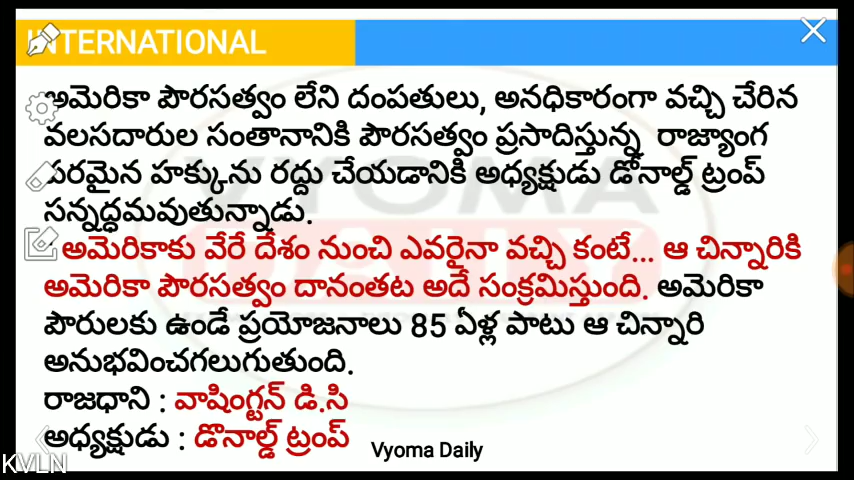 INTERNATIONAL
అమెరికా పౌరసత్వం లేని దంపతులు, అనధికారంగా వచ్చి చేరిన
వలసదారుల సంతానానికి పౌరసత్వం ప్రసాదిస్తున్న రాజ్యాంగ
పరమైన హక్కును రద్దు చేయడానికి అధ్యక్షుడు డోనాల్డ్ ట్రంప్
సన్నద్ధమవుతున్నాడు.
అమెరికాకు వేరే దేశం నుంచి ఎవరైనా వచ్చి కంటే... ఆ చిన్నారికి
అమెరికా పౌరసత్వం దానంతట అదే సంక్రమిస్తుంది. అమెరికా
పౌరులకు ఉండే ప్రయోజనాలు 85 ఏళ్ల పాటు ఆ చిన్నారి
అనుభవించగలుగుతుంది.
రాజధాని : వాషింగ్టన్ డి.సి
అధ్యక్షుడు : డొనాల్డ్ ట్రంప్
Vyoma Daily
KVLN
VYOMA
DAILY